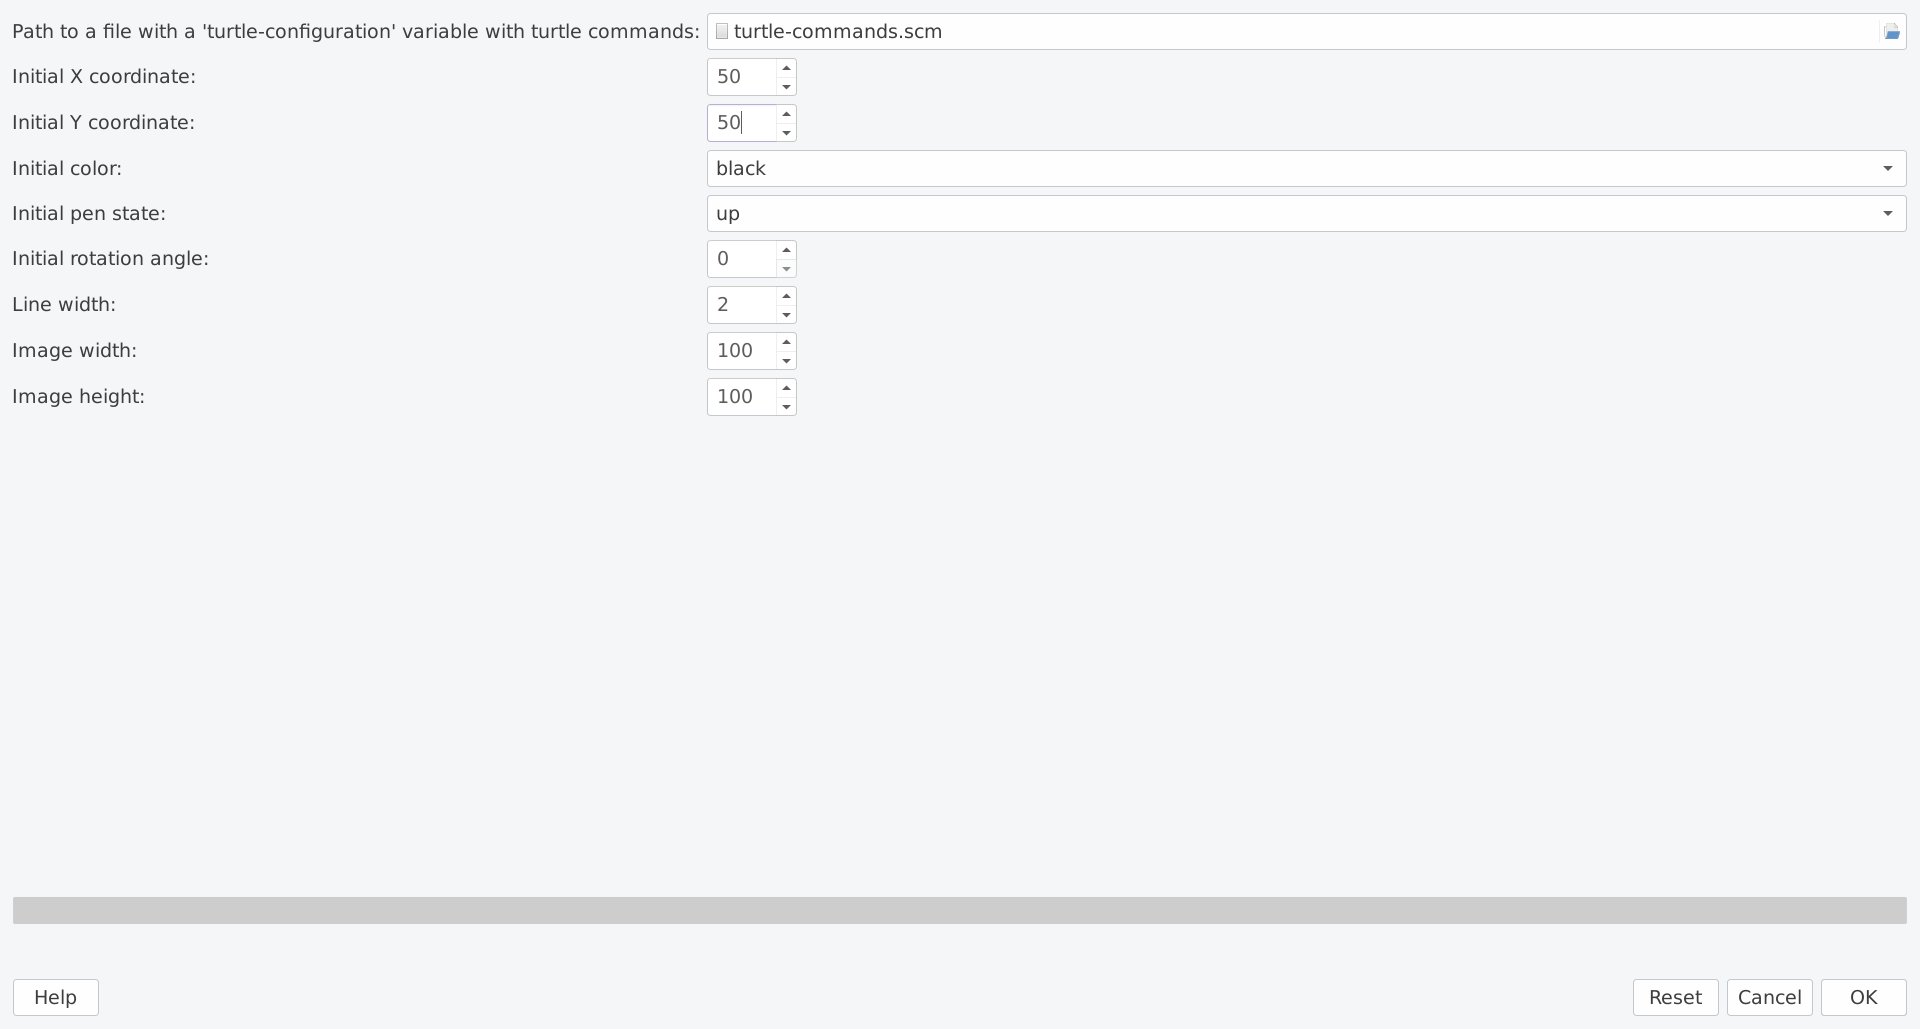 Path to a file with a 'turtle-configuration' variable with turtle commands: turtle-commands.scm
Initial X coordinate: 50
Initial Y coordinate: 50
Initial color: black
Initial pen state: up
Initial rotation angle: 0
Line width: 2
Image width: 100
Image height: 100
Help Reset Cancel OK